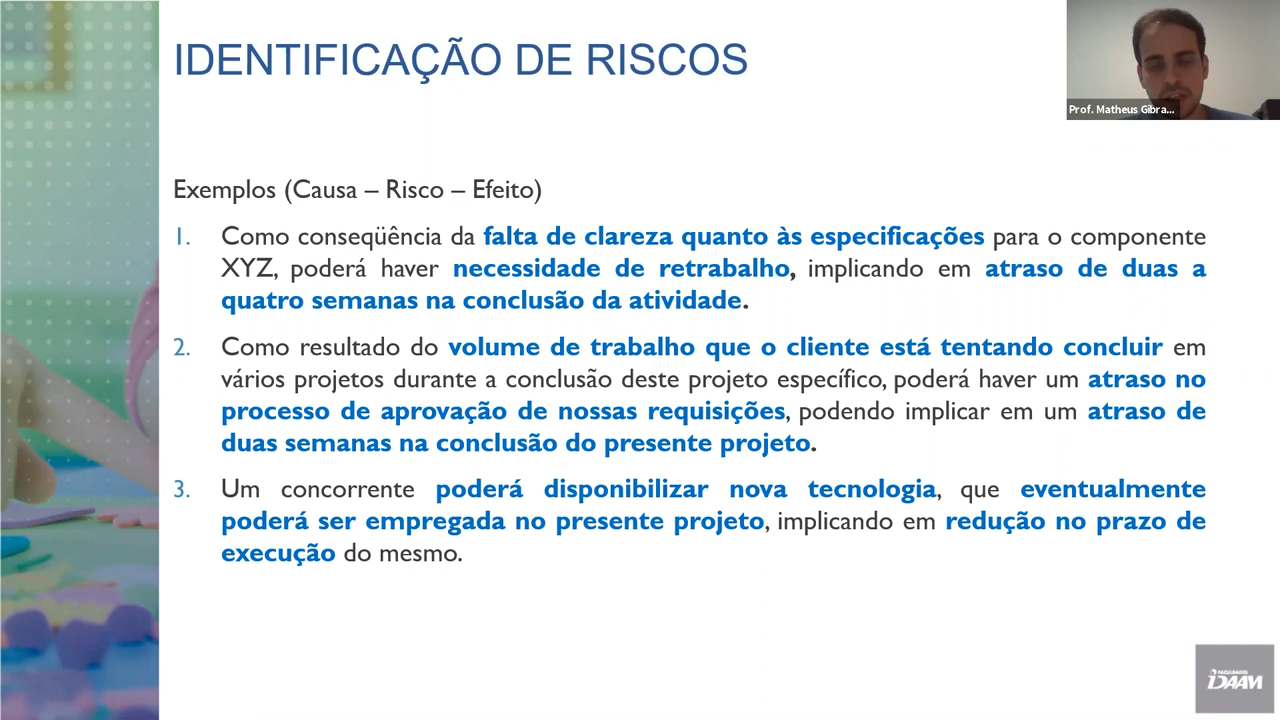 IDENTIFICAÇÃO DE RISCOS
Prof. Matheus Gibra...
Exemplos (Causa – Risco – Efeito)
1. Como conseqüência da falta de clareza quanto às especificações para o componente
XYZ, poderá haver necessidade de retrabalho, implicando em atraso de duas a
quatro semanas na conclusão da atividade.
2. Como resultado do volume de trabalho que o cliente está tentando concluir em
vários projetos durante a conclusão deste projeto específico, poderá haver um atraso no
processo de aprovação de nossas requisições, podendo implicar em um atraso de
duas semanas na conclusão do presente projeto.
3. Um concorrente poderá disponibilizar nova tecnologia, que eventualmente
poderá ser empregada no presente projeto, implicando em redução no prazo de
execução do mesmo.
FACULDADES
IDAAM